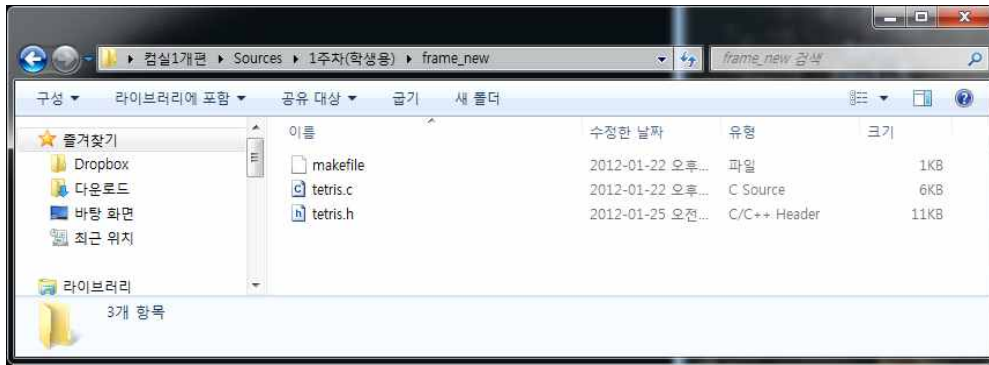 ▸ 컴실1개편 ▸ Sources ▸ 1주차(학생용) ▸ frame_new
frame_new 검색
구성 ▾ 라이브러리에 포함 ▾ 공유 대상 ▾ 굽기 새 폴더
즐겨찾기
Dropbox
다운로드
바탕 화면
최근 위치
라이브러리
이름 수정한 날짜 유형 크기
makefile 2012-01-22 오후... 파일 1KB
tetris.c 2012-01-22 오후... C Source 6KB
tetris.h 2012-01-25 오전... C/C++ Header 11KB
3개 항목